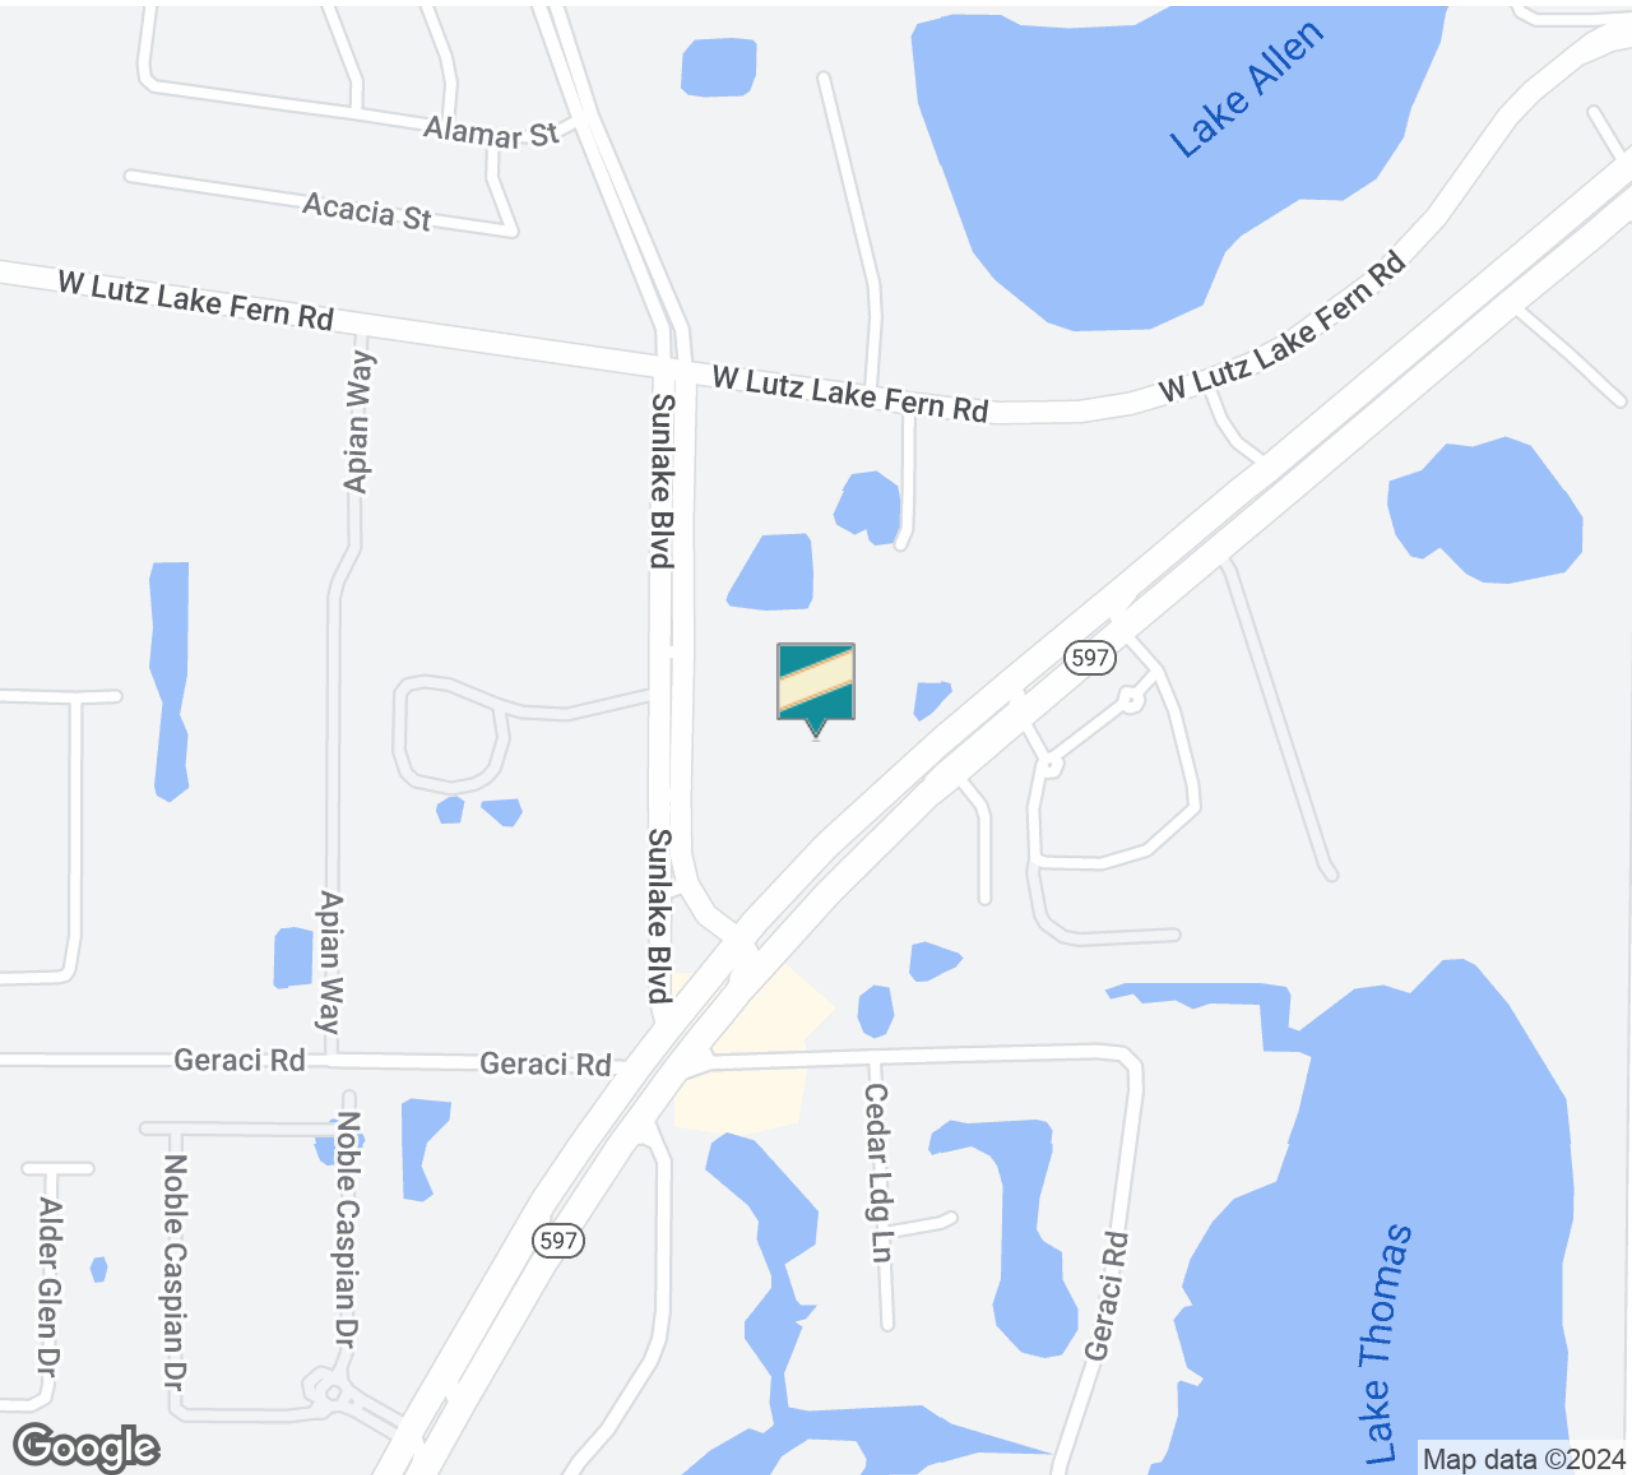 Lake Allen
Alamar St
Acacia St
W Lutz Lake Fern Rd
W Lutz Lake Fern Rd
W Lutz Lake Fern Rd
Apian Way
Sunlake Blvd
597
Sunlake Blvd
Apian Way
Geraci Rd
Geraci Rd
Cedar Ldg Ln
Noble Caspian Dr
Noble Caspian Dr
Alder Glen Dr
597
Geraci Rd
Lake Thomas
Google
Map data ©2024